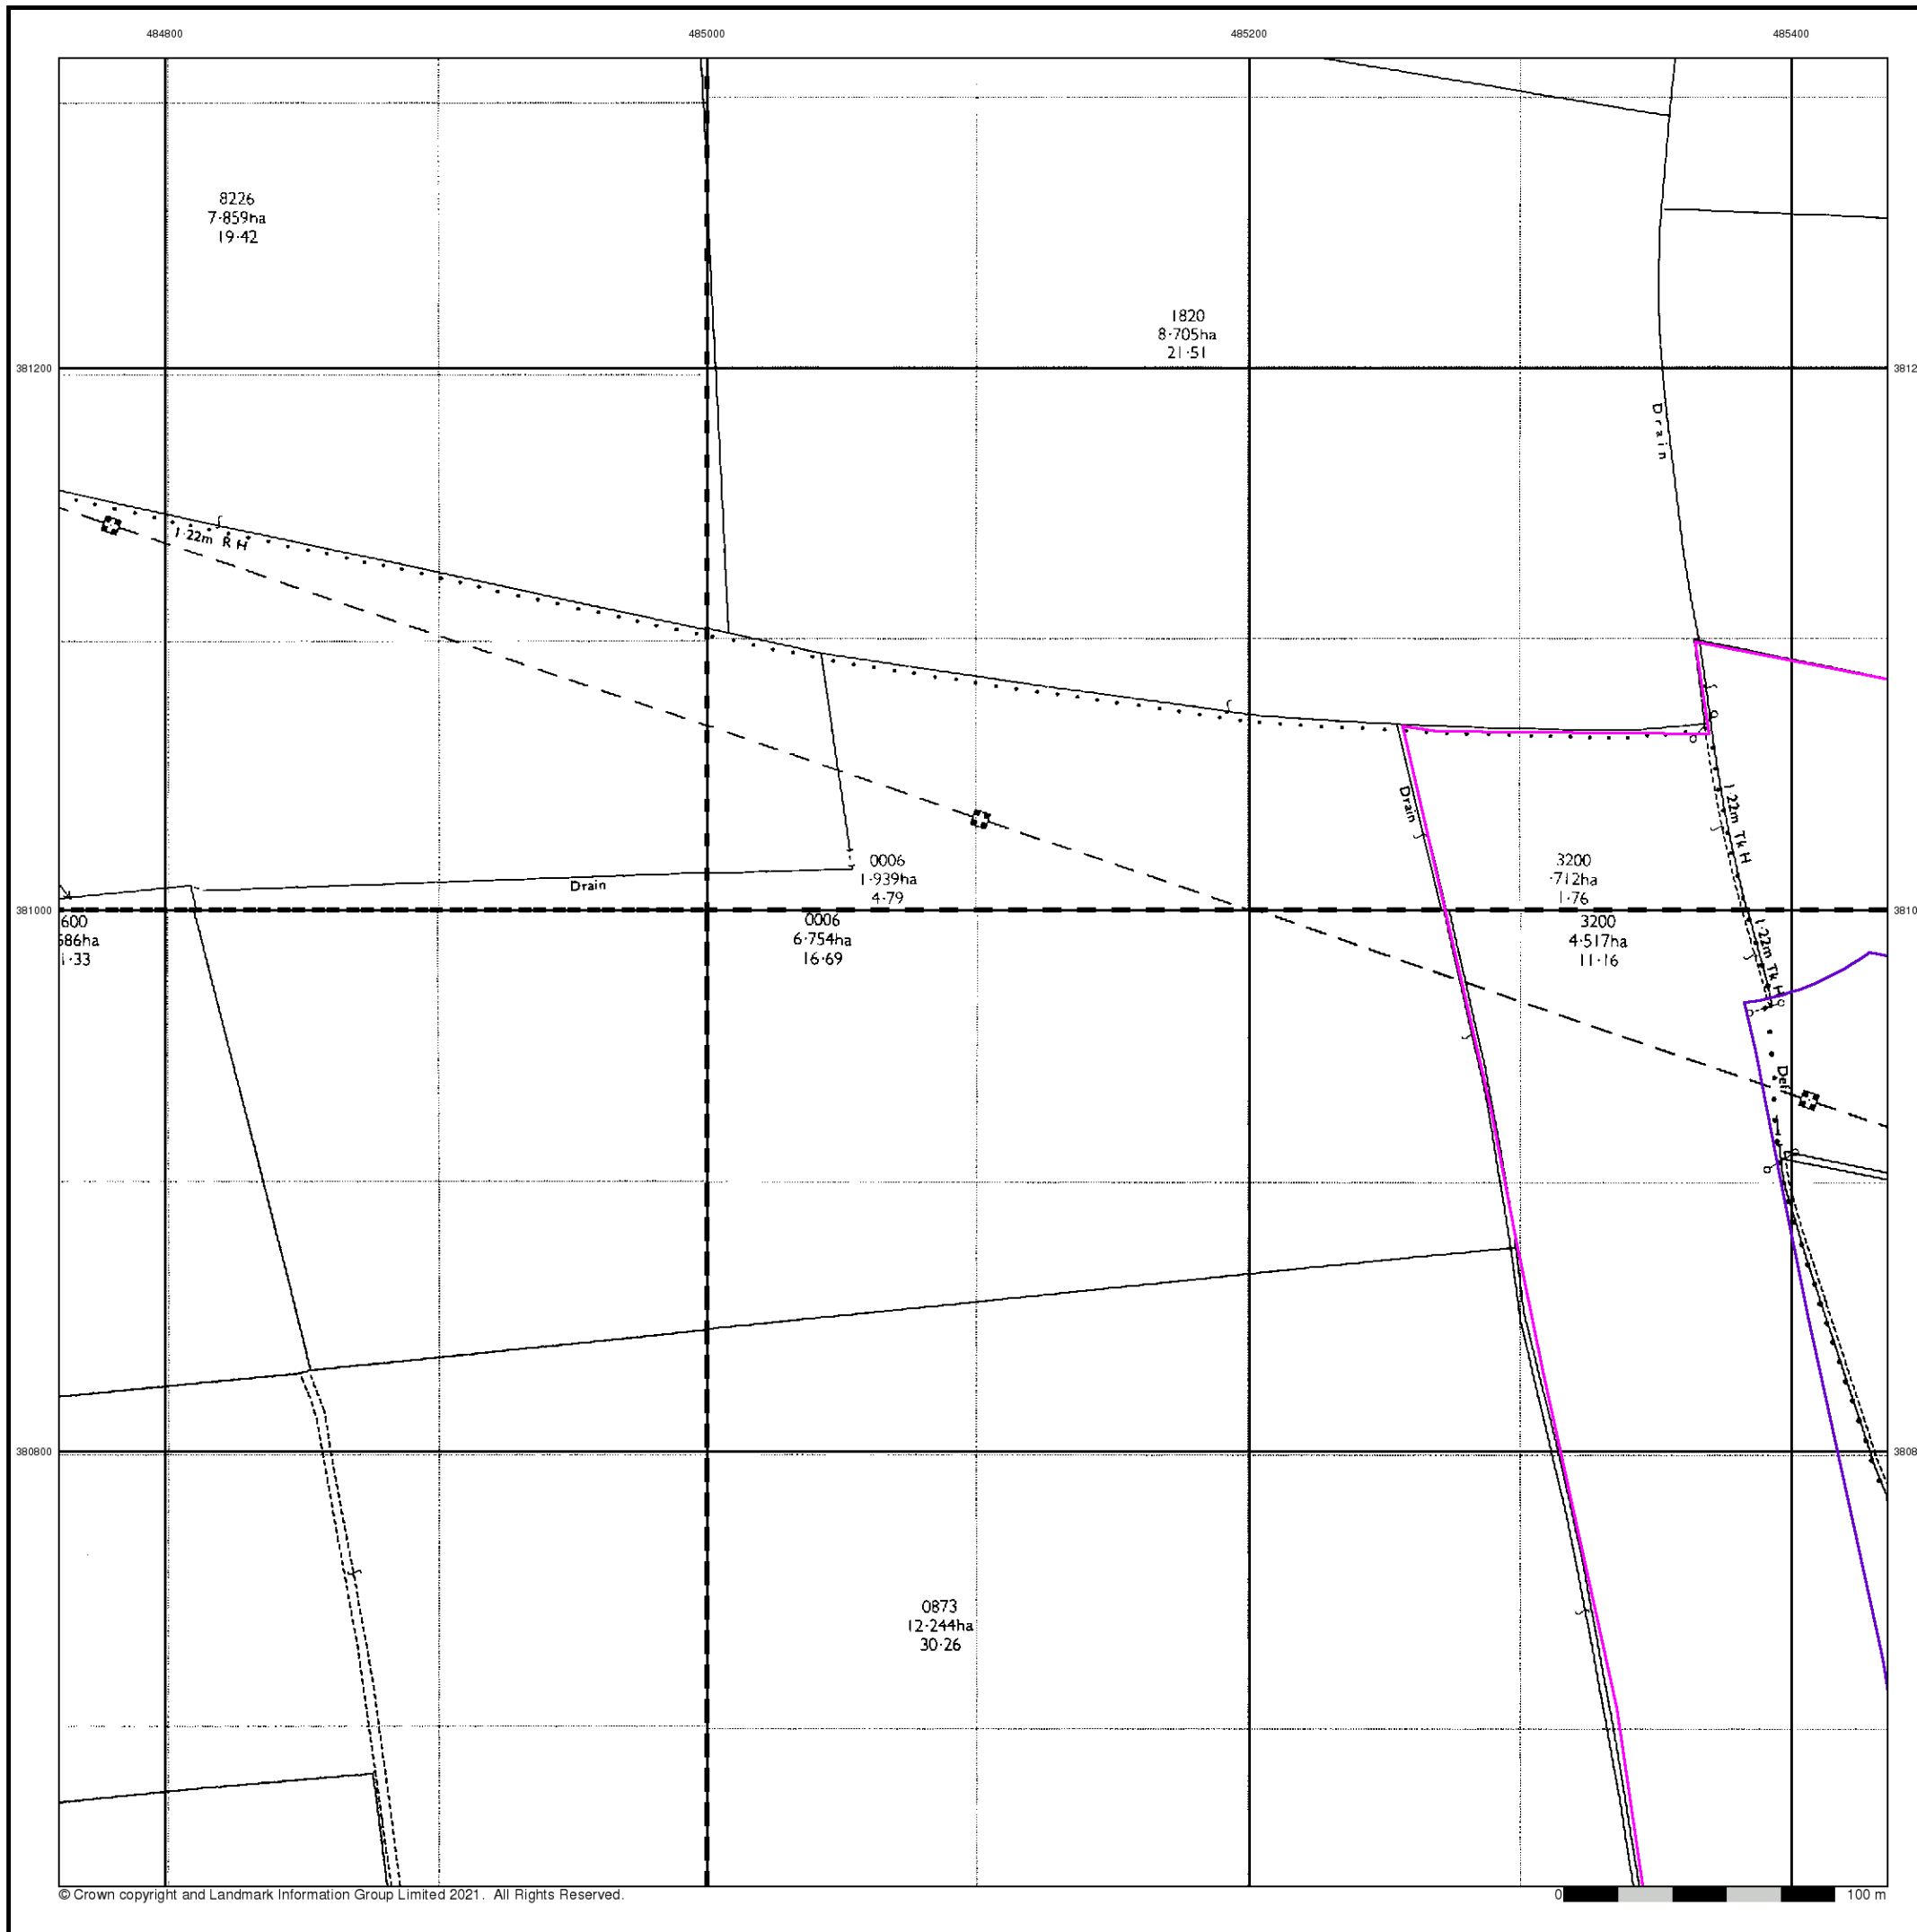 484800
485000
485200
485400
8226
7·859ha
19·42
1820
8·705ha
21·51
381200
3812
Drain
1·22m R H
Drain
1·22m Tk H
0006
1·939ha
4·79
3200
·712ha
1·76
Drain
381000
3810
600
586ha
1·33
0006
6·754ha
16·69
3200
4·517ha
11·16
1·22m Tk H
Def
380800
3808
0873
12·244ha
30·26
© Crown copyright and Landmark Information Group Limited 2021. All Rights Reserved.
0
100 m